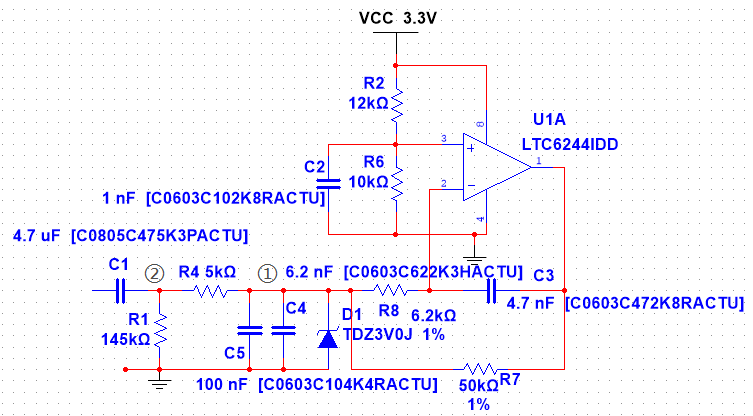 VCC 3.3V
R2
12kΩ
8
U1A
LTC6244IDD
3
1
C2
R6
10kΩ
2
1 nF [C0603C102K8RACTU]
4
4.7 uF [C0805C475K3PACTU]
C1 ② R4 5kΩ ① 6.2 nF [C0603C622K3HACTU] C3
4.7 nF [C0603C472K8RACTU]
R1
145kΩ
C4
D1
R8
6.2kΩ
TDZ3V0J 1%
C5
100 nF [C0603C104K4RACTU]
R7
50kΩ
1%